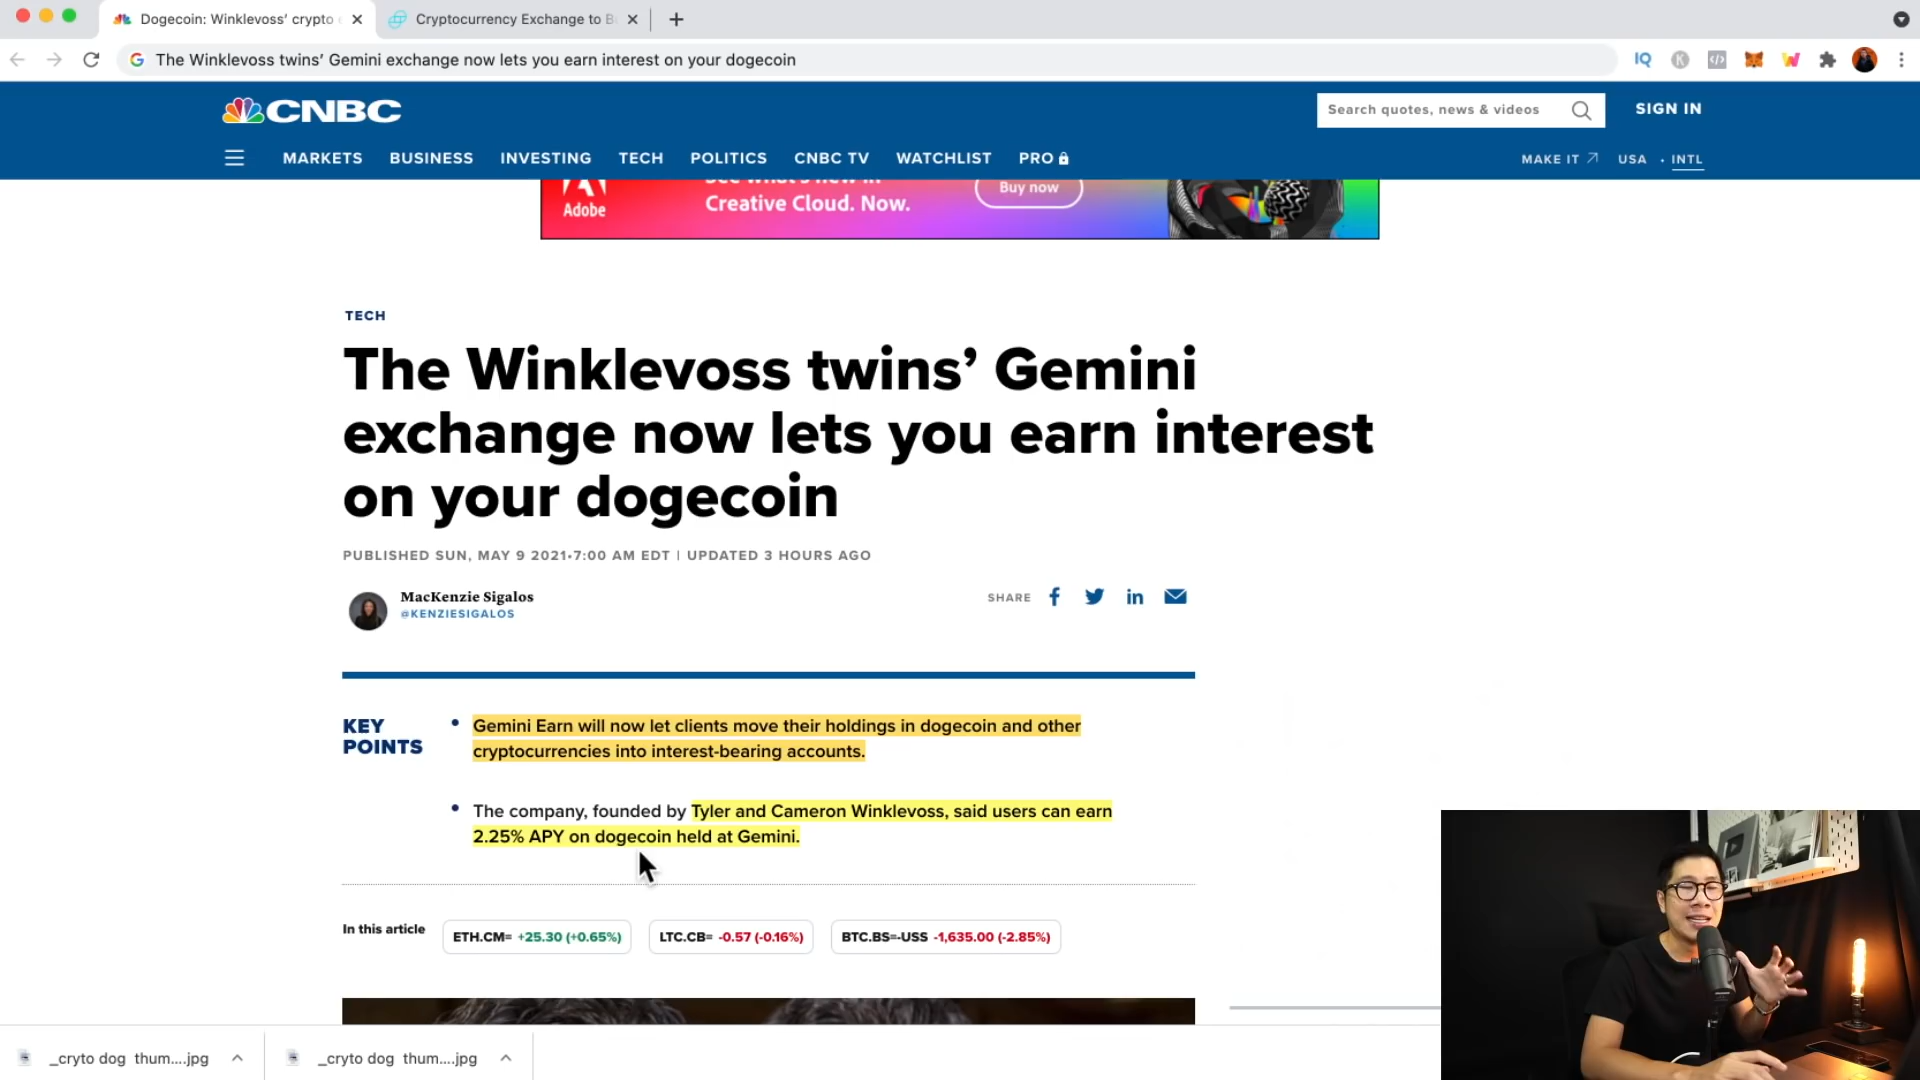 Dogecoin: Winklevoss' crypto
Cryptocurrency Exchange to B
The Winklevoss twins' Gemini exchange now lets you earn interest on your dogecoin
IQ
CNBC
Search quotes, news & videos
SIGN IN
MARKETS BUSINESS INVESTING TECH POLITICS CNBC TV WATCHLIST PRO
MAKE IT USA • INTL
Adobe
See what's new in
Creative Cloud. Now.
Buy now
TECH
The Winklevoss twins’ Gemini
exchange now lets you earn interest
on your dogecoin
PUBLISHED SUN, MAY 9 2021•7:00 AM EDT | UPDATED 3 HOURS AGO
MacKenzie Sigalos
@KENZIESIGALOS
SHARE
KEY
POINTS
• Gemini Earn will now let clients move their holdings in dogecoin and other
cryptocurrencies into interest-bearing accounts.
• The company, founded by Tyler and Cameron Winklevoss, said users can earn
2.25% APY on dogecoin held at Gemini.
In this article
ETH.CM= +25.30 (+0.65%)
LTC.CB= -0.57 (-0.16%)
BTC.BS=-USS -1,635.00 (-2.85%)
_cryto dog thum....jpg
_cryto dog thum....jpg